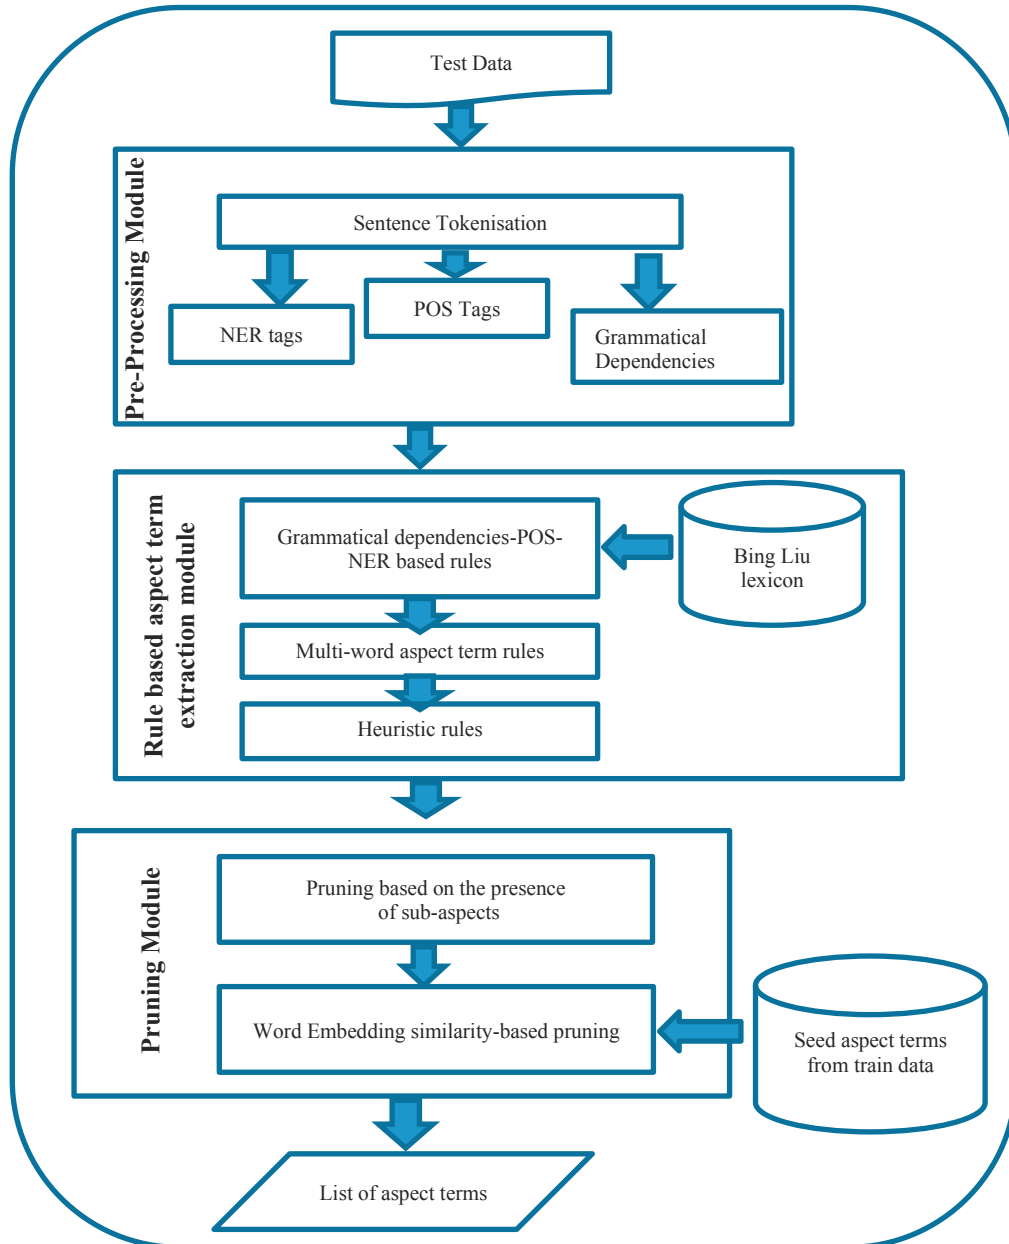 Test Data
Pre-Processing Module
Sentence Tokenisation
NER tags
POS Tags
Grammatical
Dependencies
Rule based aspect term
extraction module
Grammatical dependencies-POS-
NER based rules
Bing Liu
lexicon
Multi-word aspect term rules
Heuristic rules
Pruning Module
Pruning based on the presence
of sub-aspects
Word Embedding similarity-based pruning
Seed aspect terms
from train data
List of aspect terms